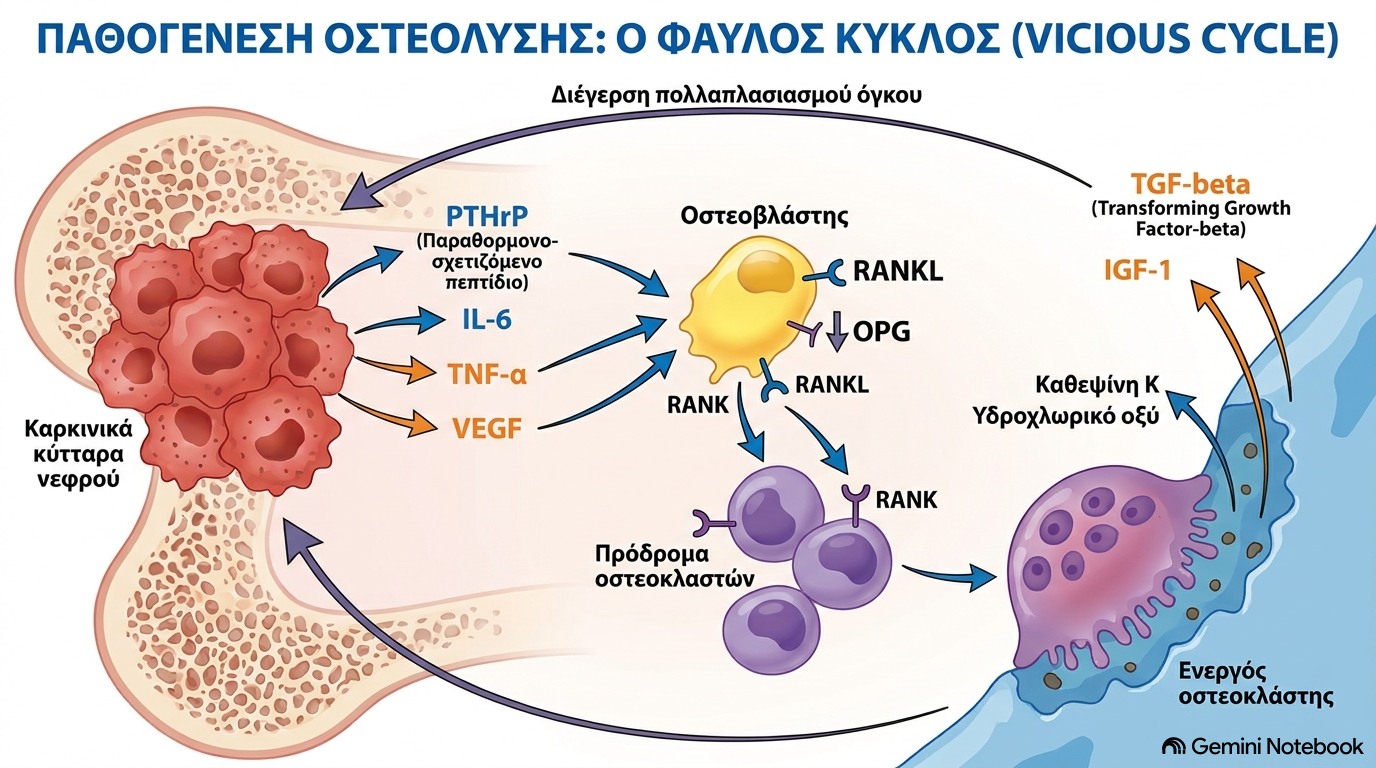 ΠΑΘΟΓΕΝΕΣΗ ΟΣΤΕΟΛΥΣΗΣ: Ο ΦΑΥΛΟΣ ΚΥΚΛΟΣ (VICIOUS CYCLE)
Διέγερση πολλαπλασιασμού όγκου
TGF-beta
(Transforming Growth
Factor-beta)
IGF-1
PTHrP
(Παραθορμονο-
σχετιζόμενο
πεπτίδιο)
IL-6
TNF-α
VEGF
Οστεοβλάστης
RANKL
OPG
RANKL
RANK
Καρκινικά
κύτταρα
νεφρού
Καθεψίνη Κ
Υδροχλωρικό οξύ
RANK
Πρόδρομα
οστεοκλαστών
Ενεργός
οστεοκλάστης
Gemini Notebook